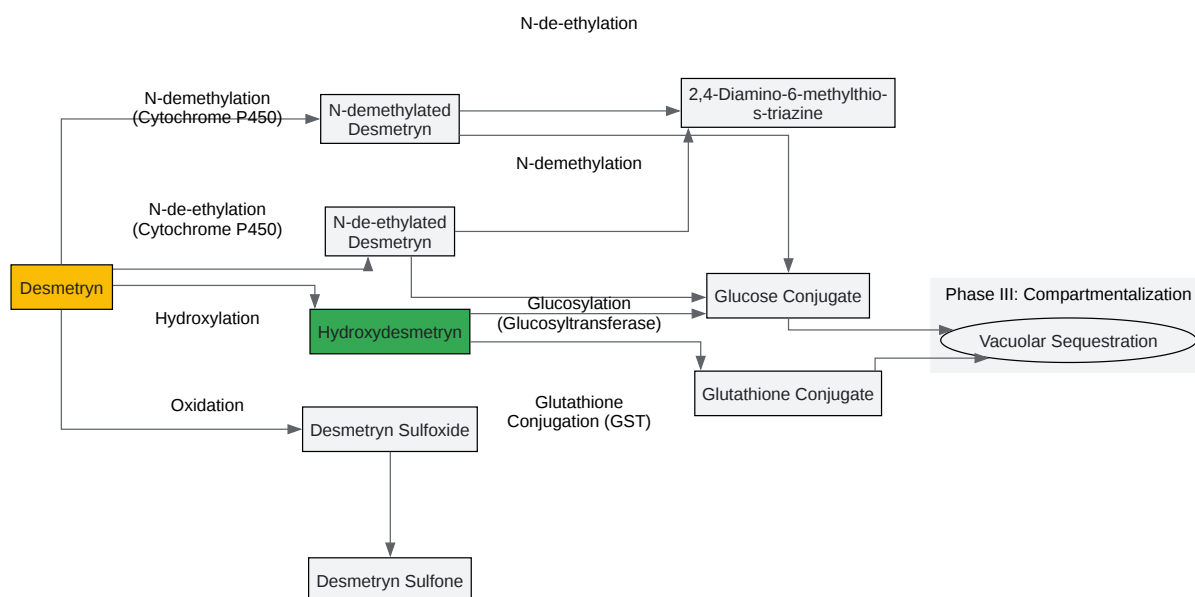 N-de-ethylation
N-demethylation
(Cytochrome P450)
N-demethylated
Desmetryn
2,4-Diamino-6-methylthio-
s-triazine
N-demethylation
N-de-ethylation
(Cytochrome P450)
N-de-ethylated
Desmetryn
Desmetryn
Hydroxylation
Hydroxydesmetryn
Glucosylation
(Glucosyltransferase)
Glucose Conjugate
Phase III: Compartmentalization
Vacuolar Sequestration
Glutathione Conjugate
Oxidation
Desmetryn Sulfoxide
Glutathione
Conjugation (GST)
Desmetryn Sulfone